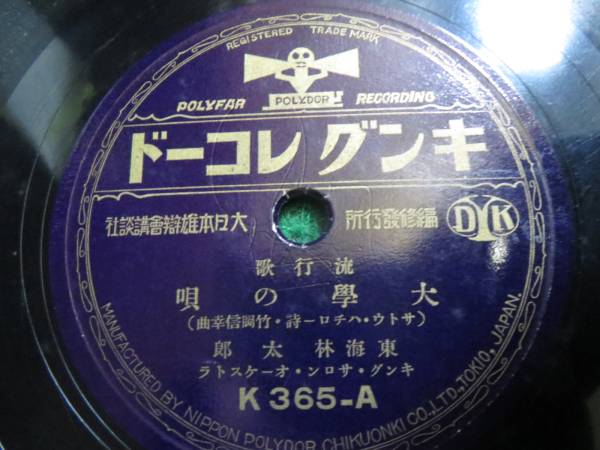 REGISTERED TRADE MARK
POLYDOR
POLYFAR RECORDING
キングレコード
DYK 編修發行所 大日本雄辯會講談社
流行歌
大學の唄
(サトウ・ハチロー詩・竹岡信幸曲)
東海林太郎
キング・サロン・オーケストラ
K 365-A
MANUFACTURED BY NIPPON POLYDOR CHIKUONKI CO., LTD., TOKIO, JAPAN.